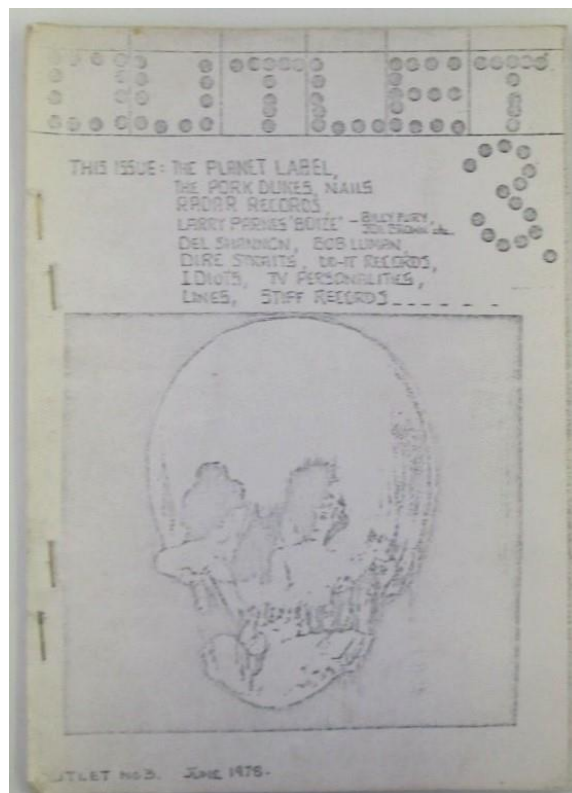 OUTLET
3.
THIS ISSUE: THE PLANET LABEL,
THE PORK DUKES, NAILS
RADAR RECORDS,
LARRY PARNES' 'BOIZE' - BILLY FURY, JOE BROWN etc.
DEL SHANNON, BOB LUMAN,
DIRE STRAITS, DO-IT RECORDS,
IDIOTS, TV PERSONALITIES,
LINES, STIFF RECORDS
UTLET NO3. JUNE 1978.